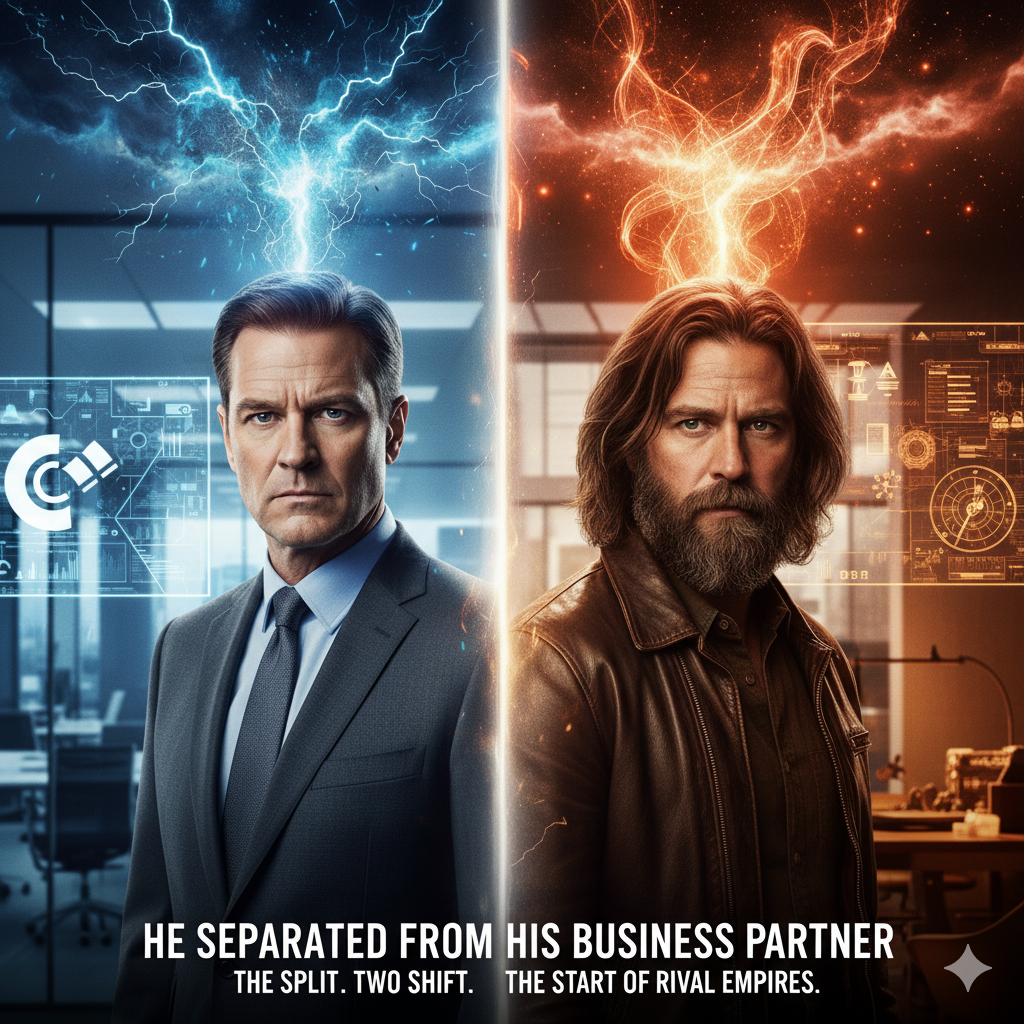 HE SEPARATED FROM HIS BUSINESS PARTNER
THE SPLIT. TWO SHIFT. THE START OF RIVAL EMPIRES.